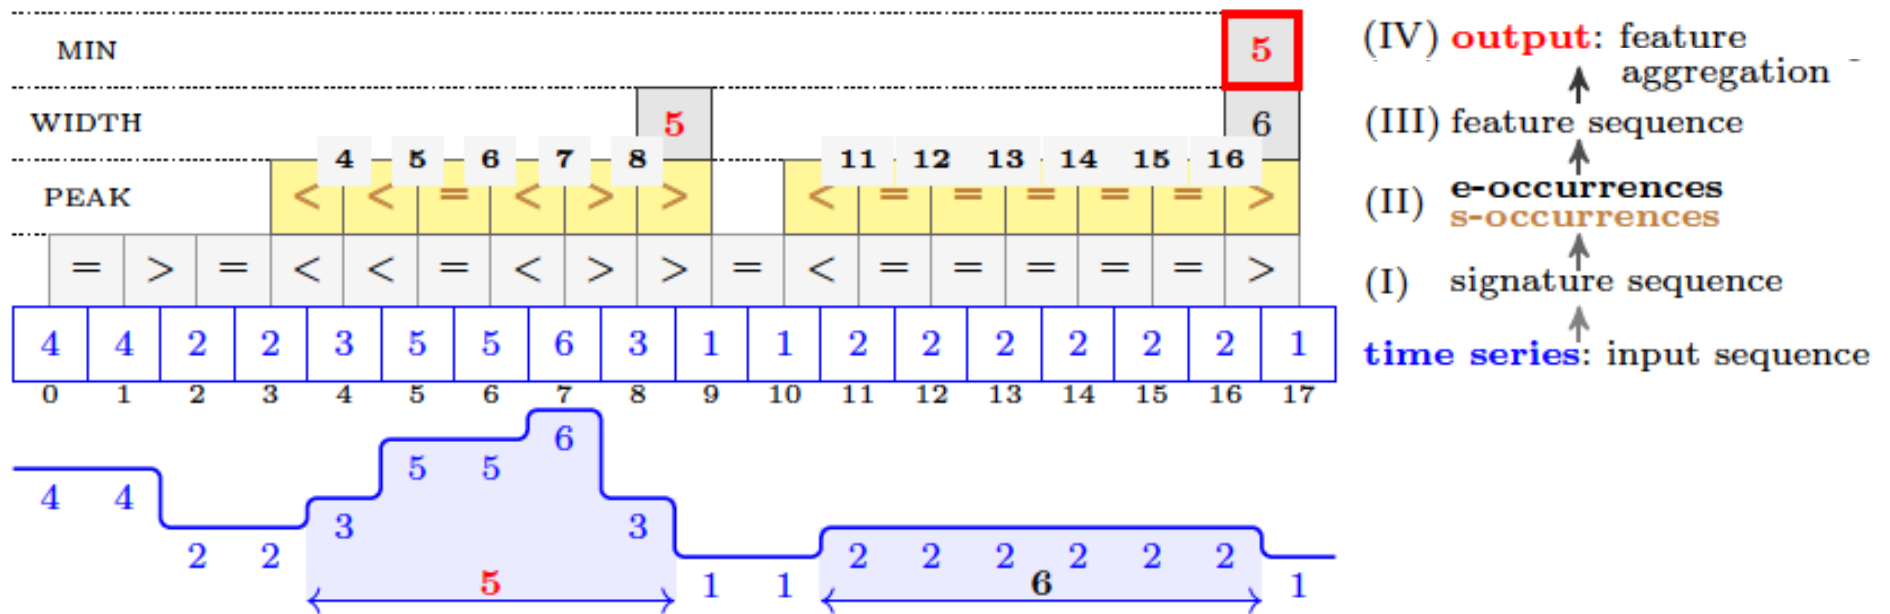 MIN 5 (IV) output: feature
aggregation
WIDTH 5 6 (III) feature sequence
4 5 6 7 8 11 12 13 14 15 16
PEAK < < = < > > < = = = = = > (II) e-occurrences
s-occurrences
= > = < < = < > > = < = = = = = > (I) signature sequence
4 4 2 2 3 5 5 6 3 1 1 2 2 2 2 2 2 1 time series: input sequence
0 1 2 3 4 5 6 7 8 9 10 11 12 13 14 15 16 17
6
5 5
4 4
3 3
2 2 2 2 2 2 2 2
5 6
1 1 1